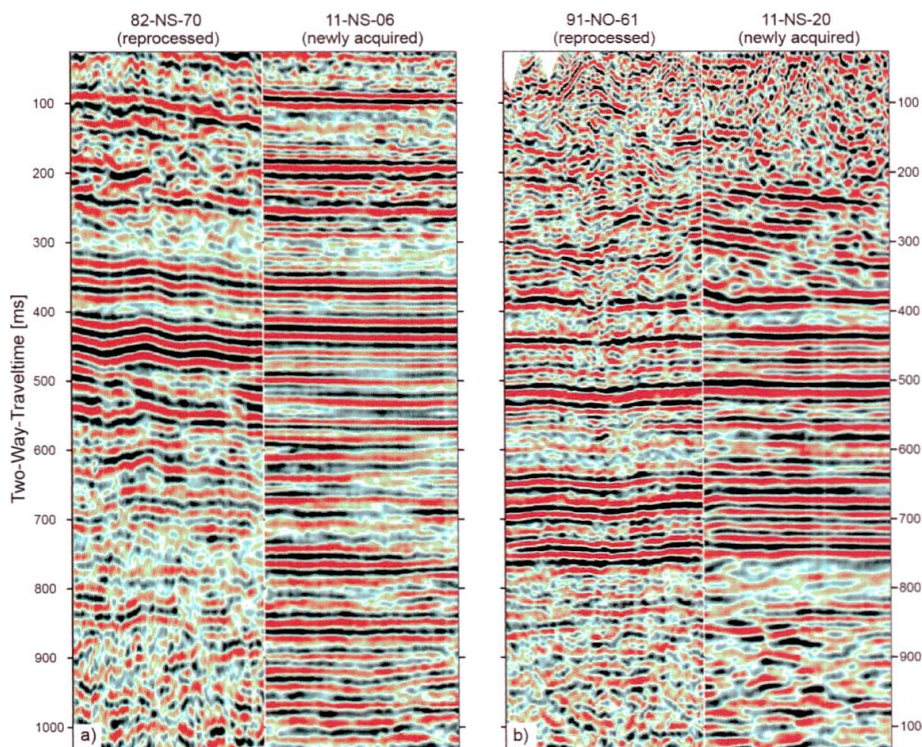 82-NS-70
(reprocessed)
11-NS-06
(newly acquired)
91-NO-61
(reprocessed)
11-NS-20
(newly acquired)
Two-Way-Traveltime [ms]
100
200
300
400
500
600
700
800
900
1000
a)
b)
100
200
300
400
500
600
700
800
900
100